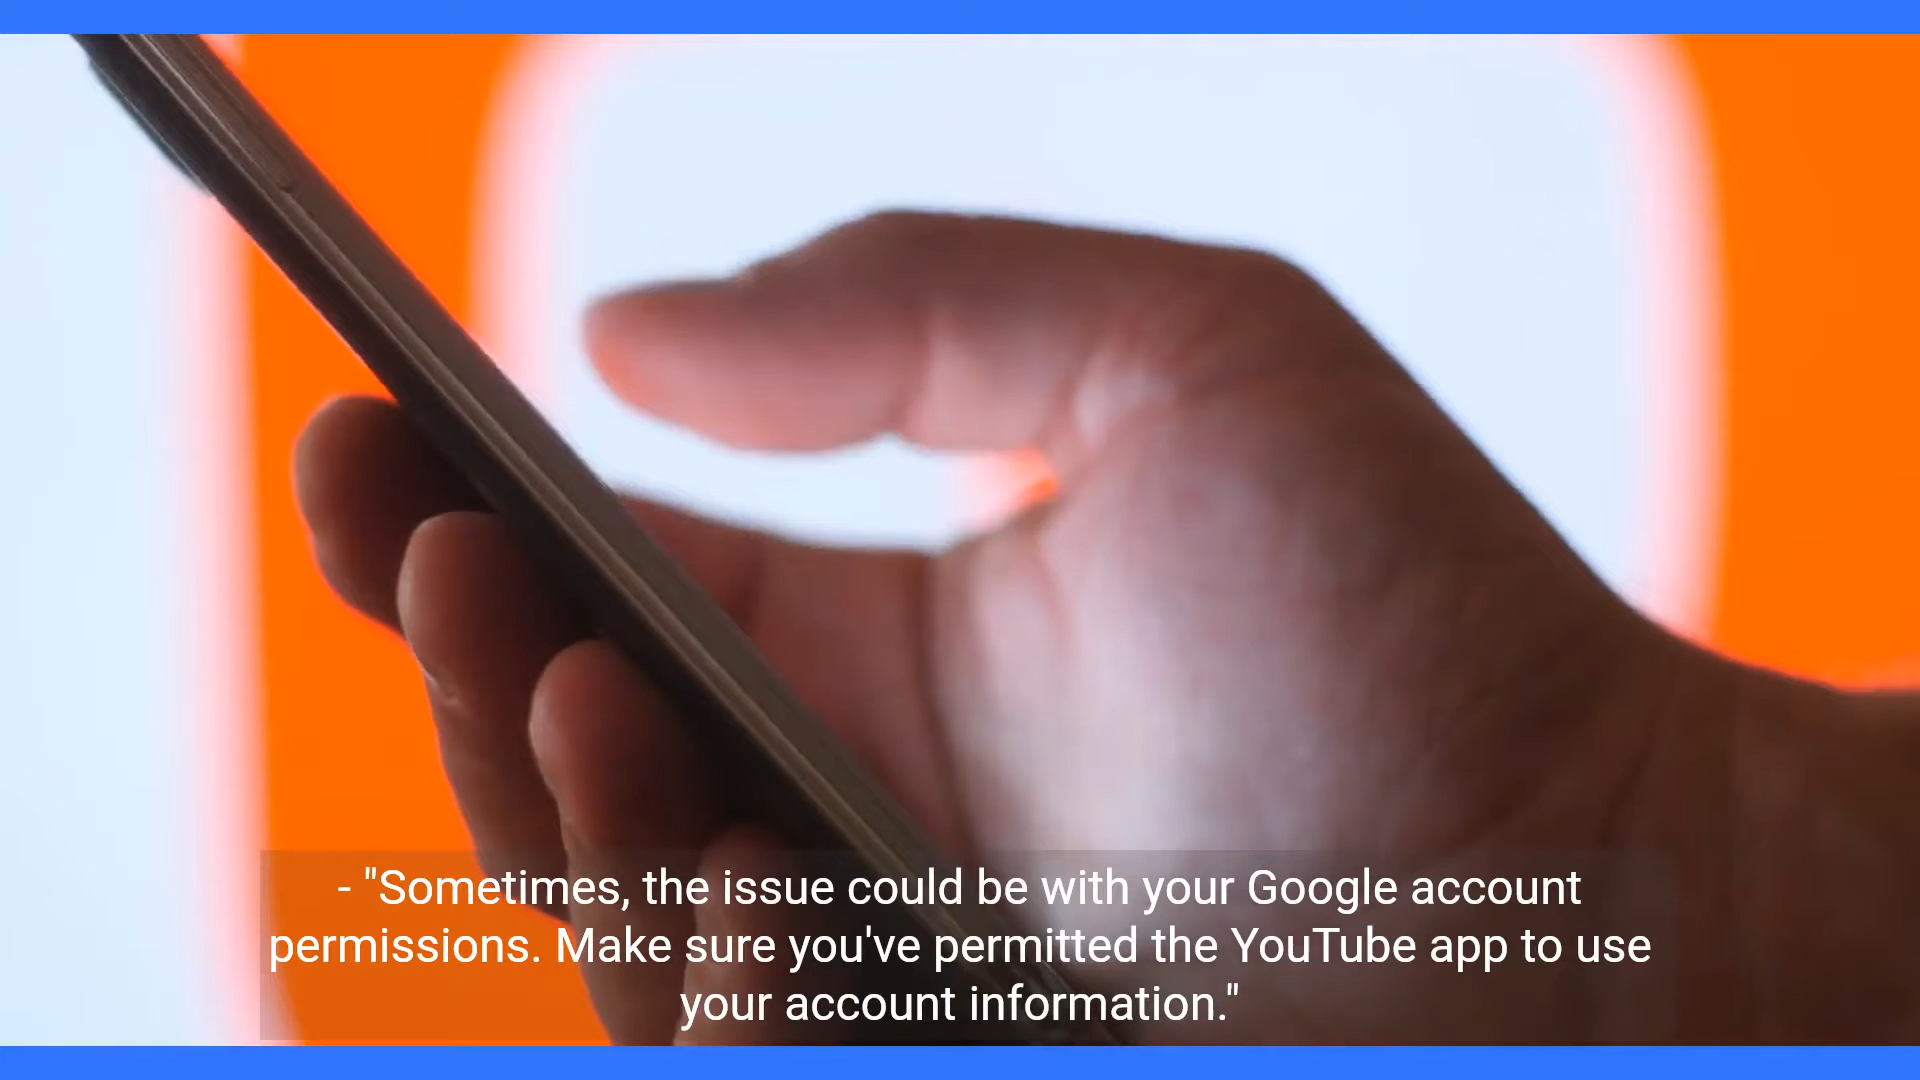 - "Sometimes, the issue could be with your Google account
permissions. Make sure you've permitted the YouTube app to use
your account information."